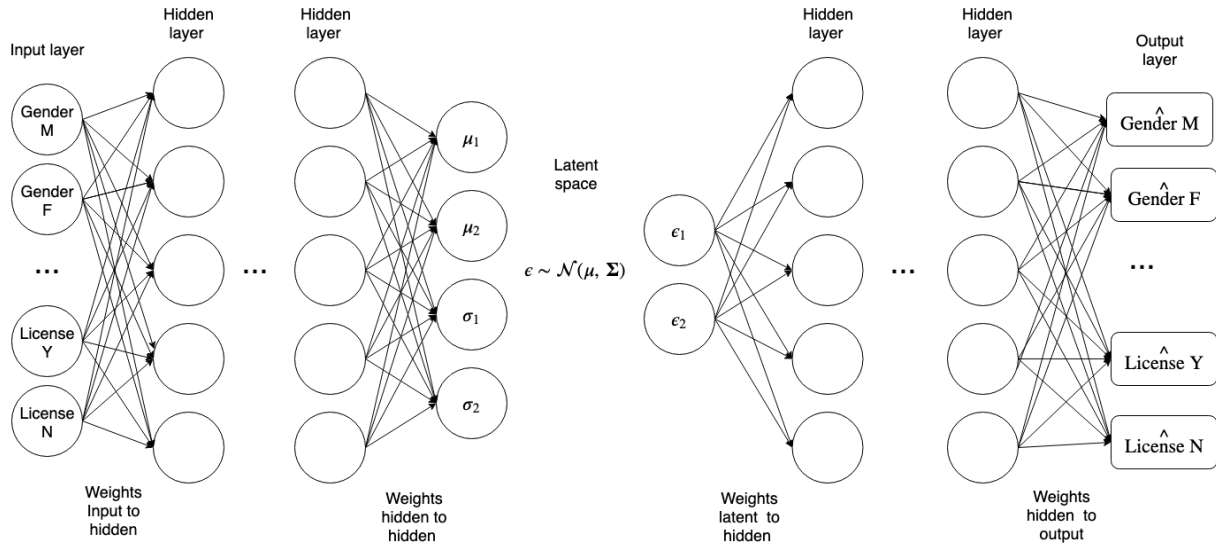 Input layer
Gender
M
Gender
F
...
License
Y
License
N
Weights
Input to
hidden
Hidden
layer
...
Hidden
layer
μ₁
μ₂
σ₁
σ₂
Weights
hidden to
hidden
Latent
space
ϵ ~ 𝒩(μ, Σ)
ϵ₁
ϵ₂
Weights
latent to
hidden
Hidden
layer
...
Hidden
layer
Weights
hidden to
output
Output
layer
^
Gender M
^
Gender F
...
^
License Y
^
License N